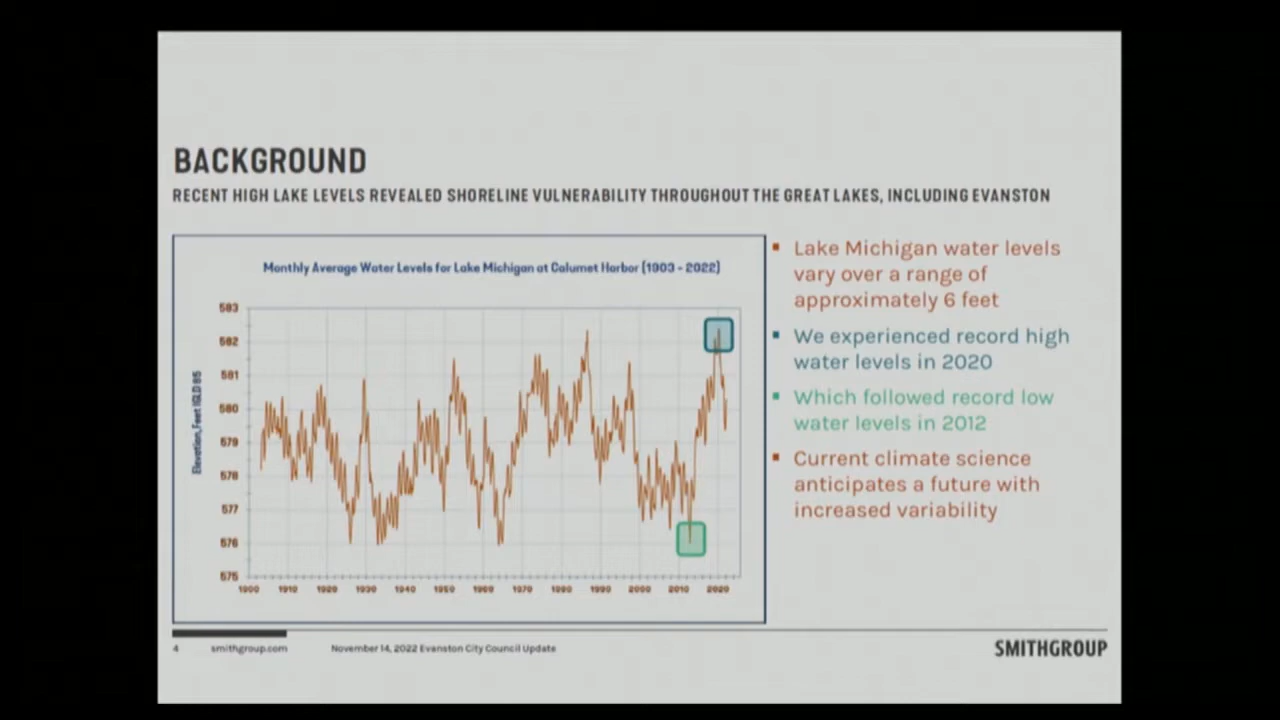 BACKGROUND
RECENT HIGH LAKE LEVELS REVEALED SHORELINE VULNERABILITY THROUGHOUT THE GREAT LAKES, INCLUDING EVANSTON
Monthly Average Water Levels for Lake Michigan at Calumet Harbor (1903 - 2022)
Elevation, Feet IGLD 85
583
582
581
580
579
578
577
576
575
1900 1910 1920 1930 1940 1950 1960 1970 1980 1990 2000 2010 2020
▪ Lake Michigan water levels
vary over a range of
approximately 6 feet
▪ We experienced record high
water levels in 2020
▪ Which followed record low
water levels in 2012
▪ Current climate science
anticipates a future with
increased variability
4 smithgroup.com November 14, 2022 Evanston City Council Update
SMITHGROUP